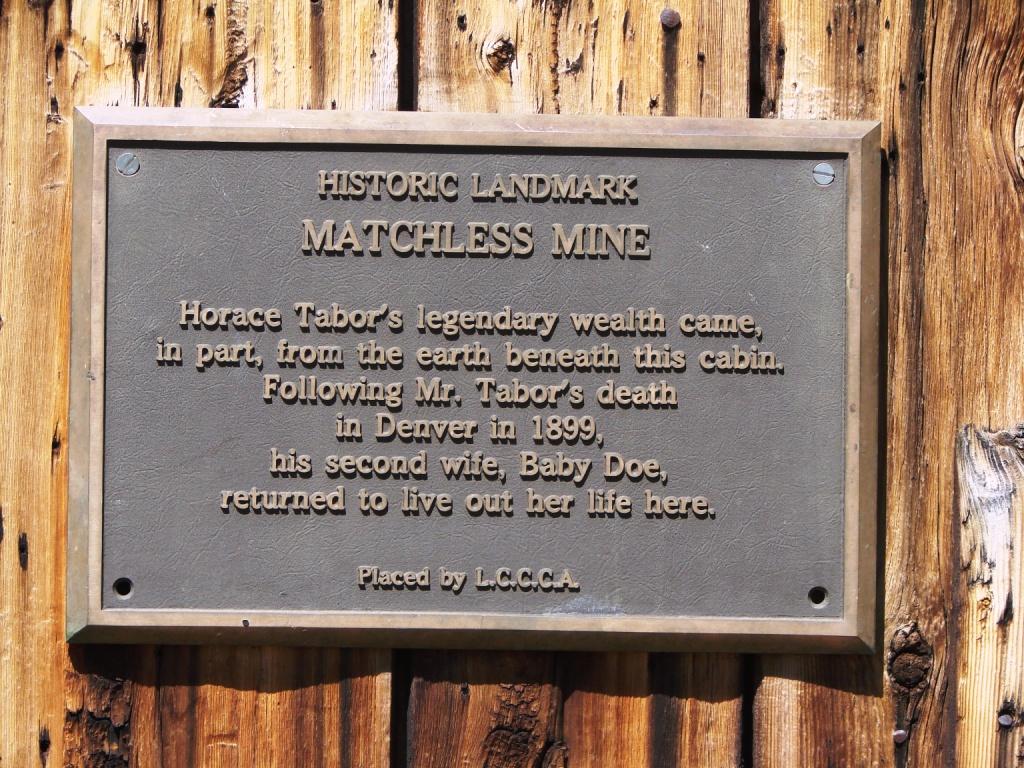 HISTORIC LANDMARK
MATCHLESS MINE
Horace Tabor's legendary wealth came,
in part, from the earth beneath this cabin.
Following Mr. Tabor's death
in Denver in 1899,
his second wife, Baby Doe,
returned to live out her life here.
Placed by L.C.C.C.A.